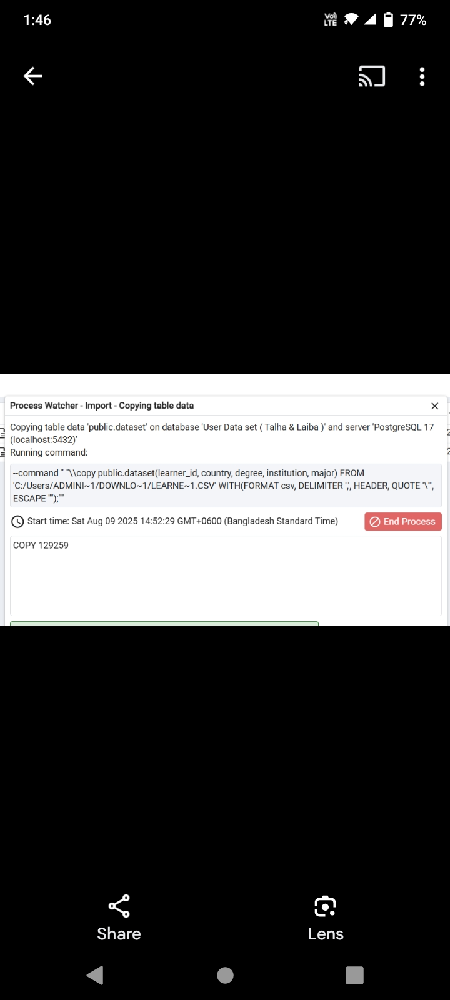 1:46 Vo)) LTE 77%
Process Watcher - Import - Copying table data
Copying table data 'public.dataset' on database 'User Data set ( Talha & Laiba )' and server 'PostgreSQL 17
(localhost:5432)'
Running command:
--command " "\\copy public.dataset(learner_id, country, degree, institution, major) FROM
'C:/Users/ADMINI~1/DOWNLO~1/LEARNE~1.CSV' WITH(FORMAT csv, DELIMITER ',', HEADER, QUOTE '\"',
ESCAPE '"');""
Start time: Sat Aug 09 2025 14:52:29 GMT+0600 (Bangladesh Standard Time)
End Process
COPY 129259
Share
Lens